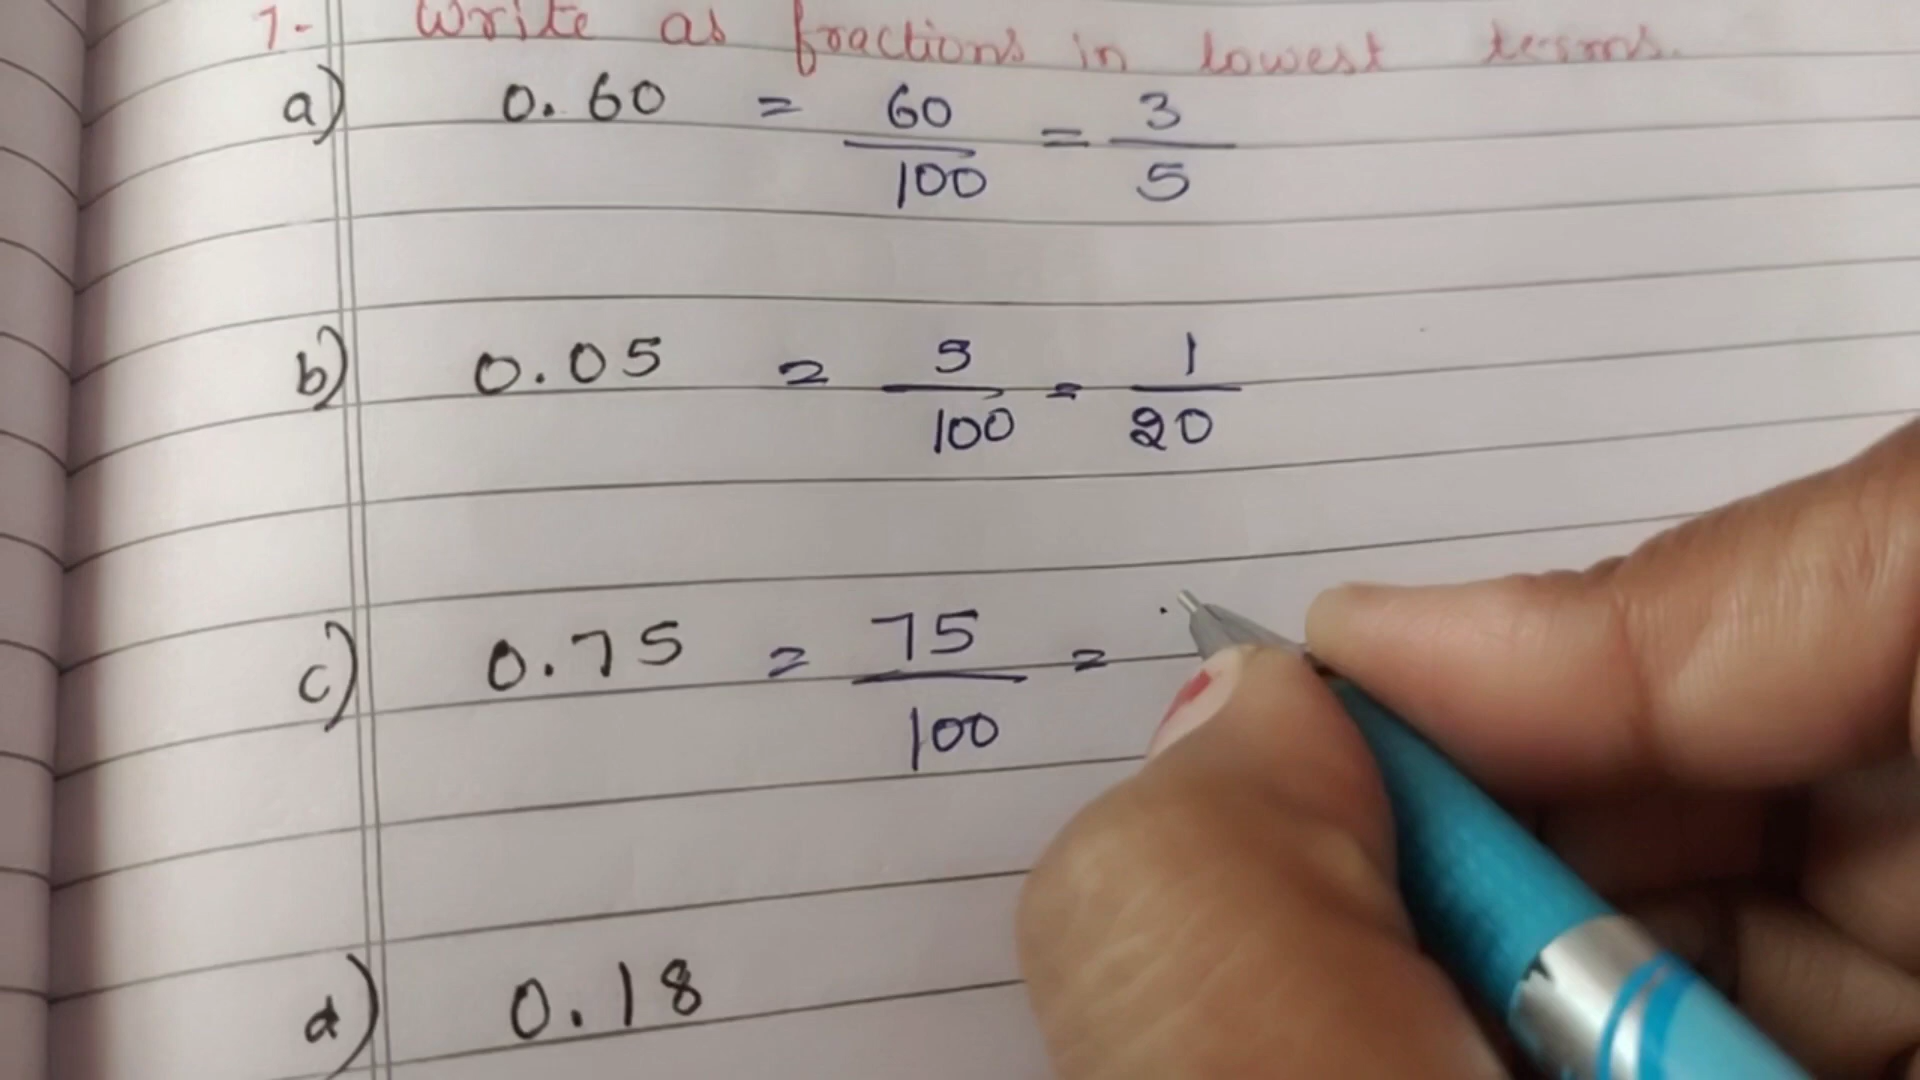 1- Write as fractions in lowest terms.
a) 0.60 = 60/100 = 3/5
b) 0.05 = 5/100 = 1/20
c) 0.75 = 75/100 =
d) 0.18